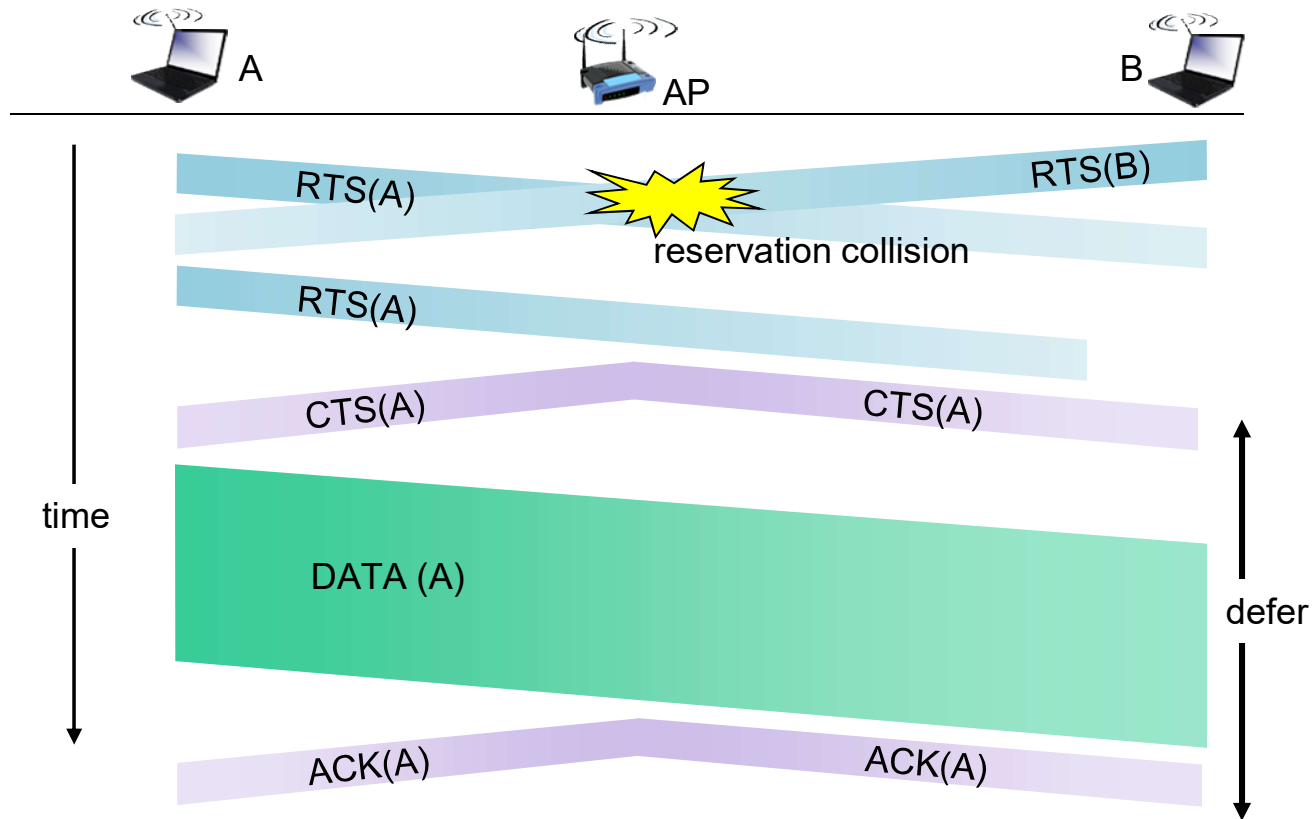 A
AP
B
RTS(A)
RTS(B)
reservation collision
RTS(A)
CTS(A)
CTS(A)
time
DATA (A)
defer
ACK(A)
ACK(A)